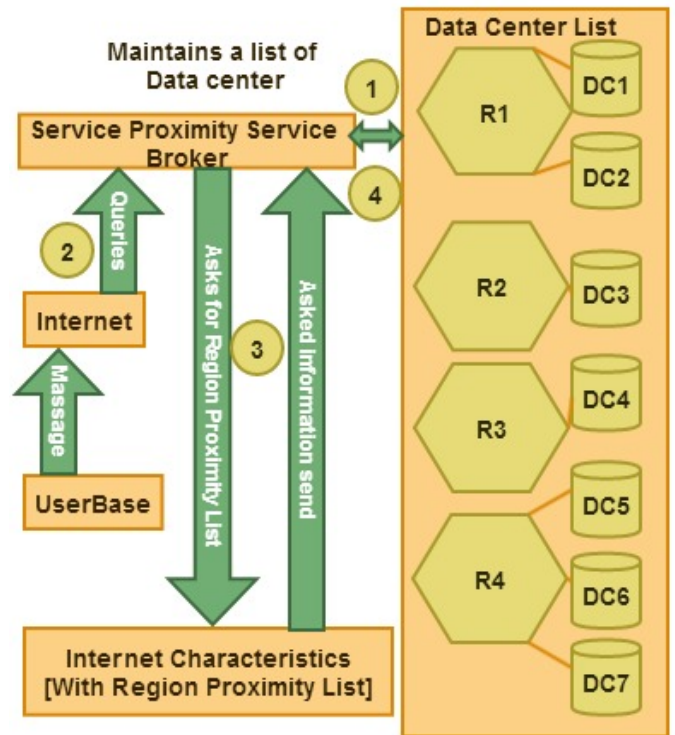 Maintains a list of
Data center
1
Service Proximity Service
Broker
4
2
Queries
Internet
Massage
UserBase
Asks for Region Proximity List
3
Asked Information send
Internet Characteristics
[With Region Proximity List]
Data Center List
R1
DC1
DC2
R2
DC3
R3
DC4
R4
DC5
DC6
DC7